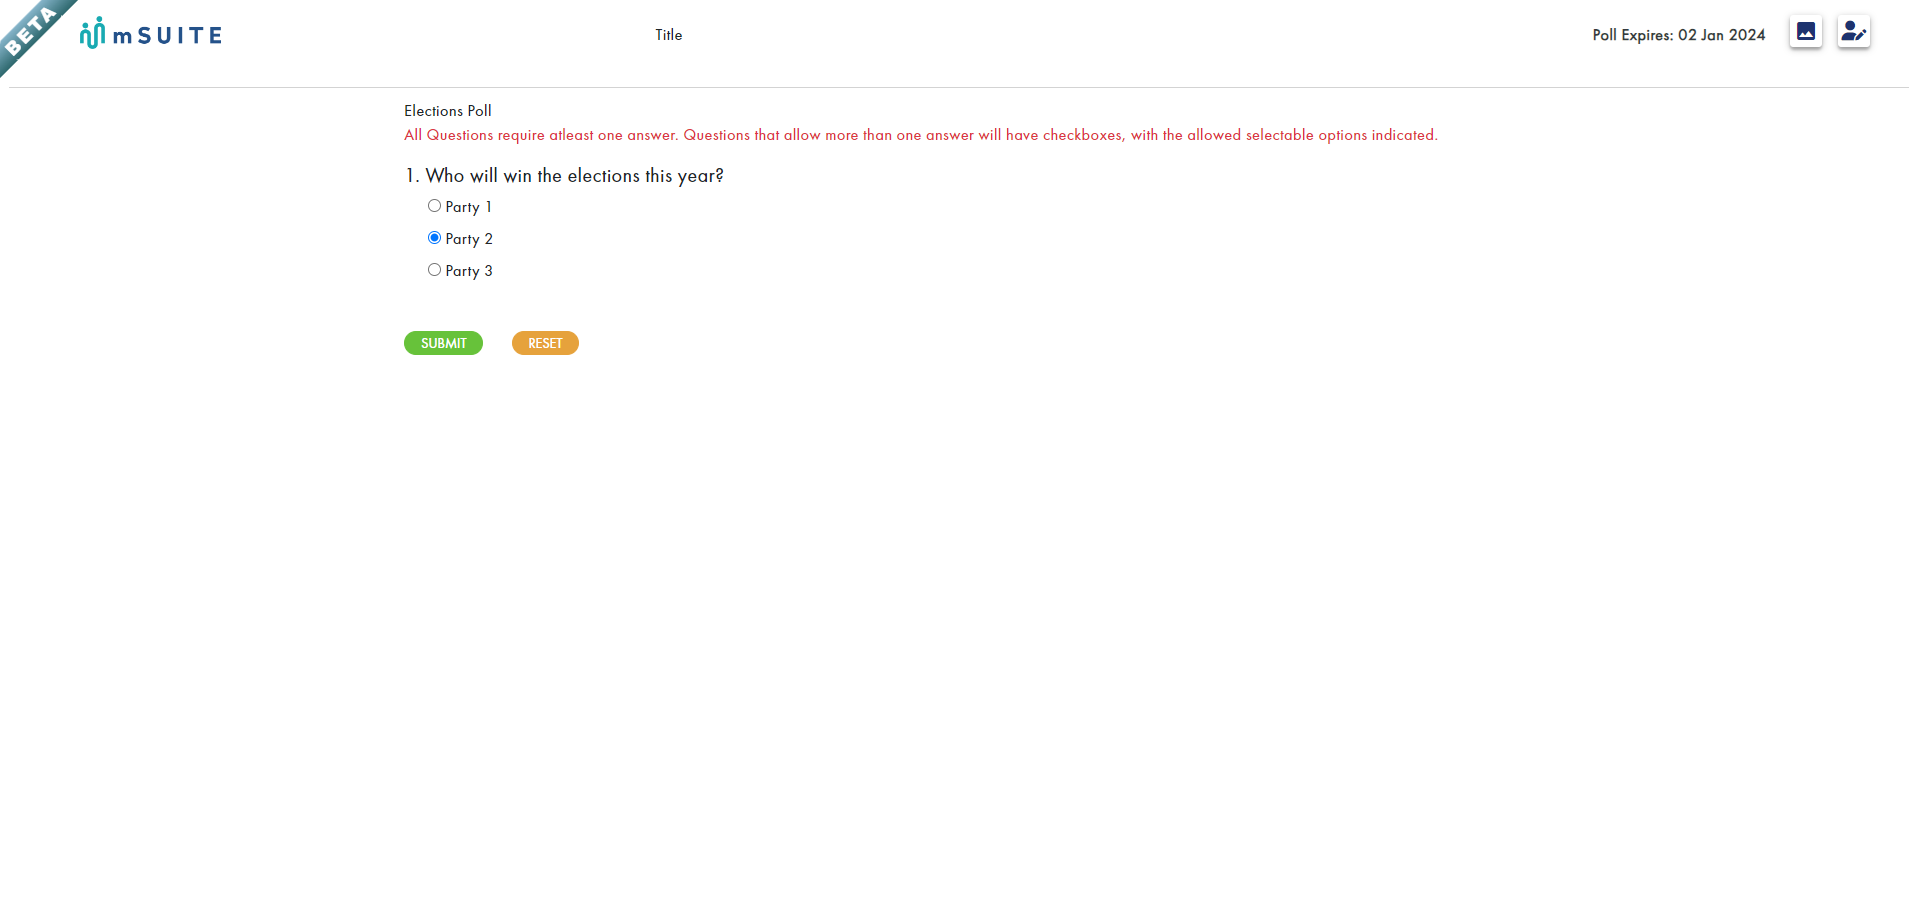 BETA
mSUITE
Title
Poll Expires: 02 Jan 2024
Elections Poll
All Questions require atleast one answer. Questions that allow more than one answer will have checkboxes, with the allowed selectable options indicated.
1. Who will win the elections this year?
Party 1
Party 2
Party 3
SUBMIT RESET